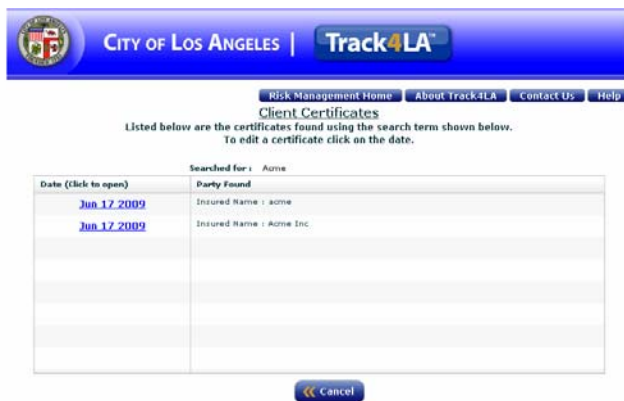 CITY OF LOS ANGELES | Track4LA™
Risk Management Home About Track4LA Contact Us Help
Client Certificates
Listed below are the certificates found using the search term shown below.
To edit a certificate click on the date.
Searched for : Acme
Date (Click to open) Party Found
Jun 17 2009 Insured Name : acme
Jun 17 2009 Insured Name : Acme Inc
Cancel